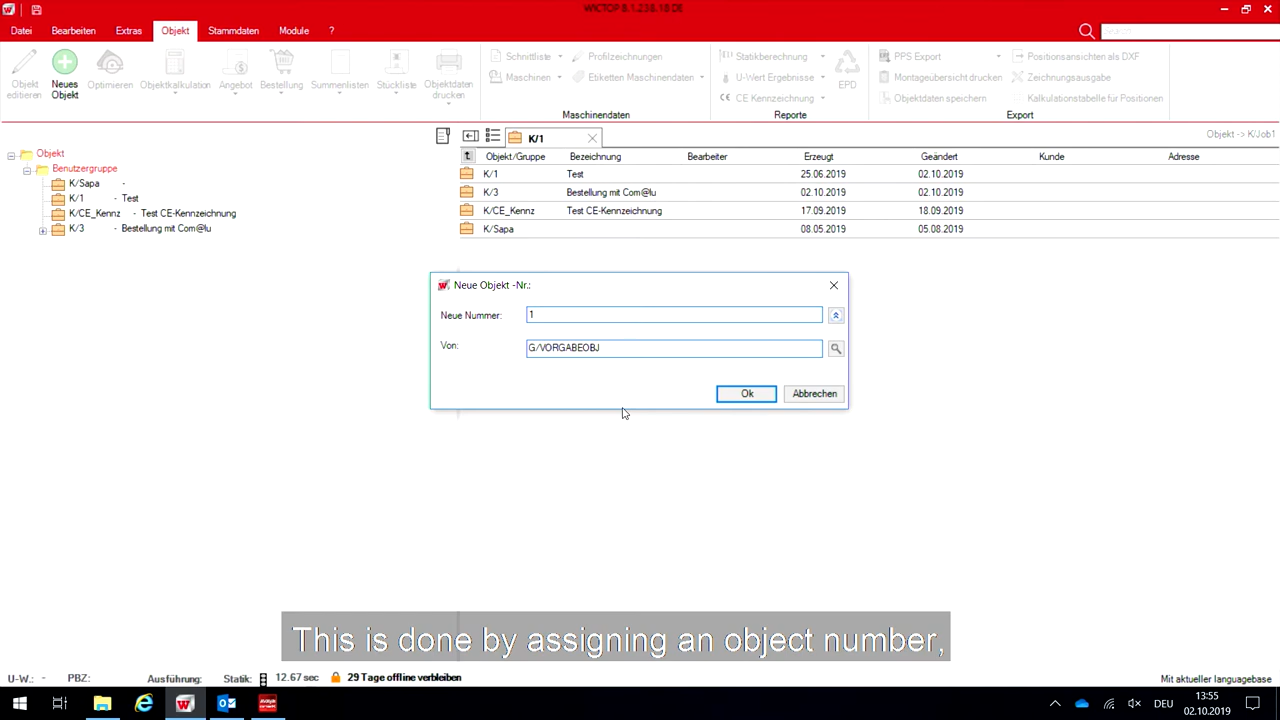 WICTOP 8.1.238.18 DE
Datei Bearbeiten Extras Objekt Stammdaten Module ?
Objekt editieren
Neues Objekt
Optimieren
Objektkalkulation
Angebot
Bestellung
Summenlisten
Stückliste
Objektdaten drucken
Schnittliste Profilzeichnungen
Maschinen Etiketten Maschinendaten
Maschinendaten
Statikberechnung
U-Wert Ergebnisse
CE Kennzeichnung
EPD
Reporte
PPS Export Positionsansichten als DXF
Montageübersicht drucken Zeichnungsausgabe
Objektdaten speichern Kalkulationstabelle für Positionen
Export
K/1
Objekt -> K/Job1
Objekt
Benutzergruppe
K/Sapa -
K/1 - Test
K/CE_Kennz - Test CE-Kennzeichnung
K/3 - Bestellung mit Com@lu
Objekt/Gruppe Bezeichnung Bearbeiter Erzeugt Geändert Kunde Adresse
K/1 Test 25.06.2019 02.10.2019
K/3 Bestellung mit Com@lu 02.10.2019 02.10.2019
K/CE_Kennz Test CE-Kennzeichnung 17.09.2019 18.09.2019
K/Sapa 08.05.2019 05.08.2019
Neue Objekt -Nr.:
Neue Nummer: 1
Von: G/VORGABEOBJ
Ok Abbrechen
This is done by assigning an object number,
U-W.: - PBZ: Ausführung: Statik: 12.67 sec 29 Tage offline verbleiben Mit aktueller languagebase
DEU 13:55
02.10.2019